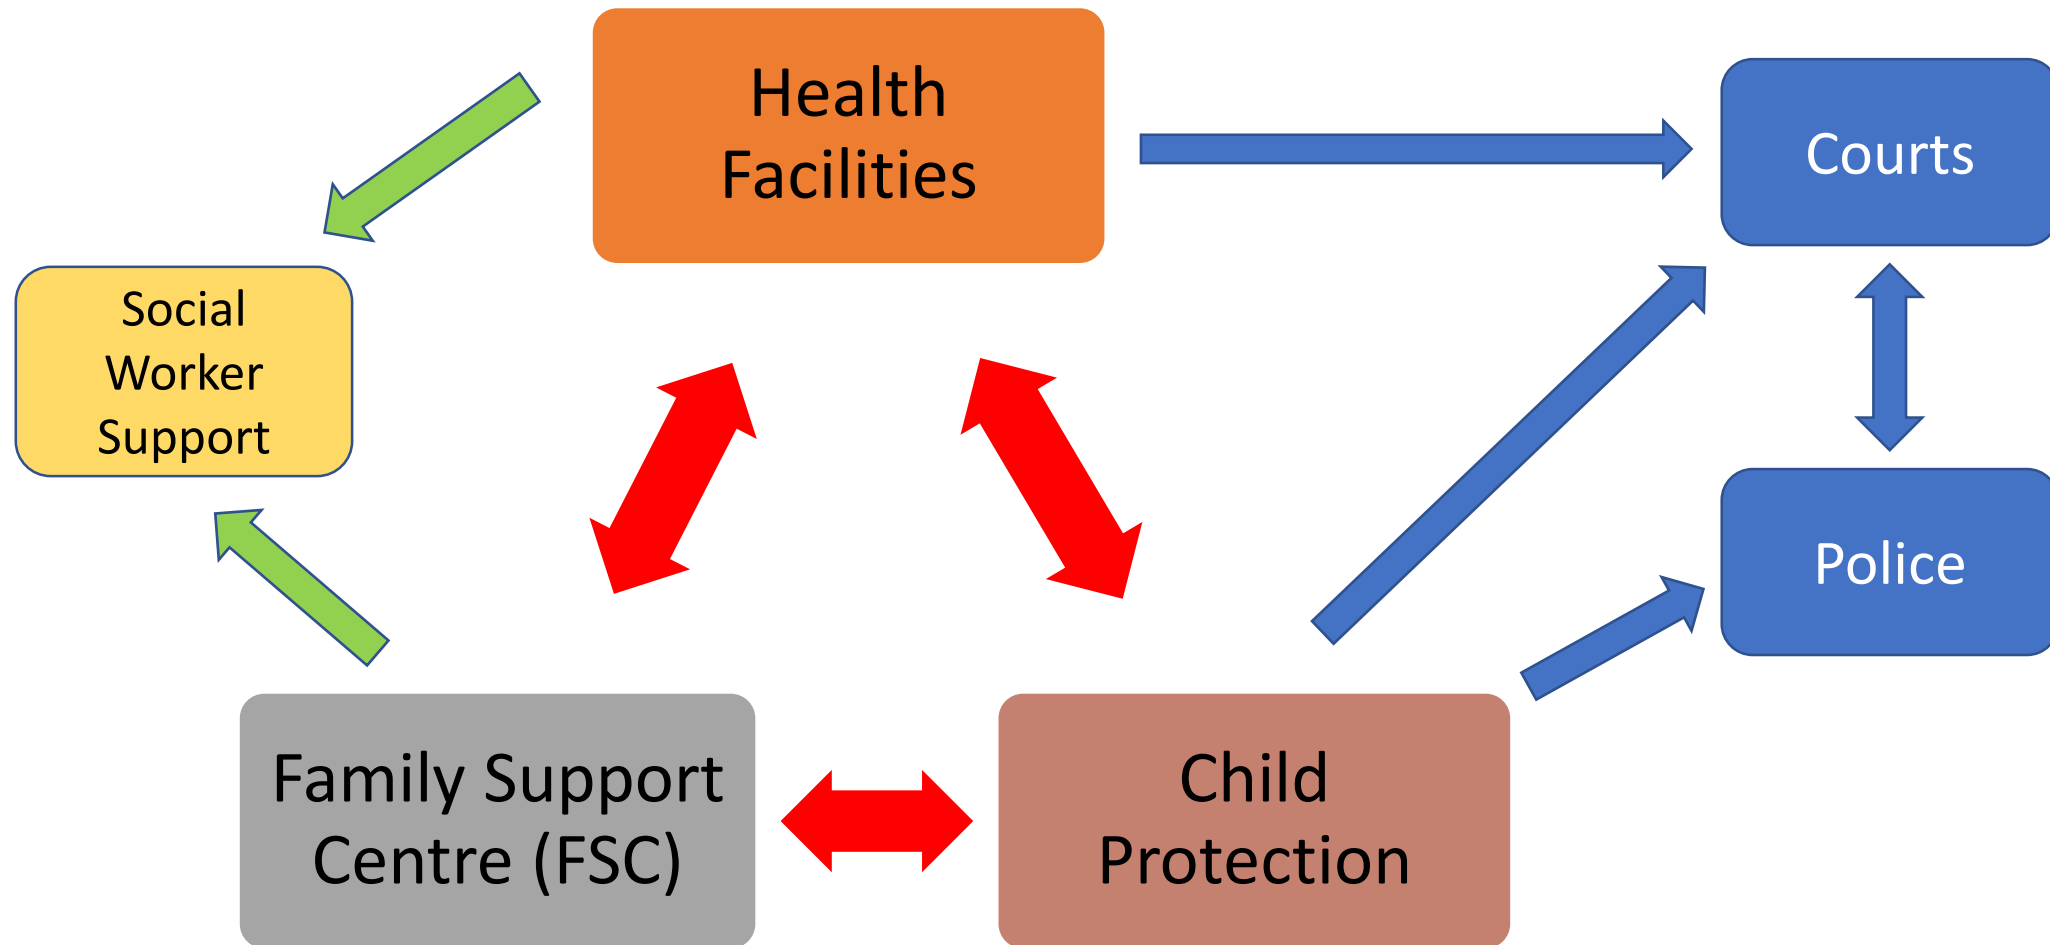 Health
Facilities
Courts
Social
Worker
Support
Police
Family Support
Centre (FSC)
Child
Protection